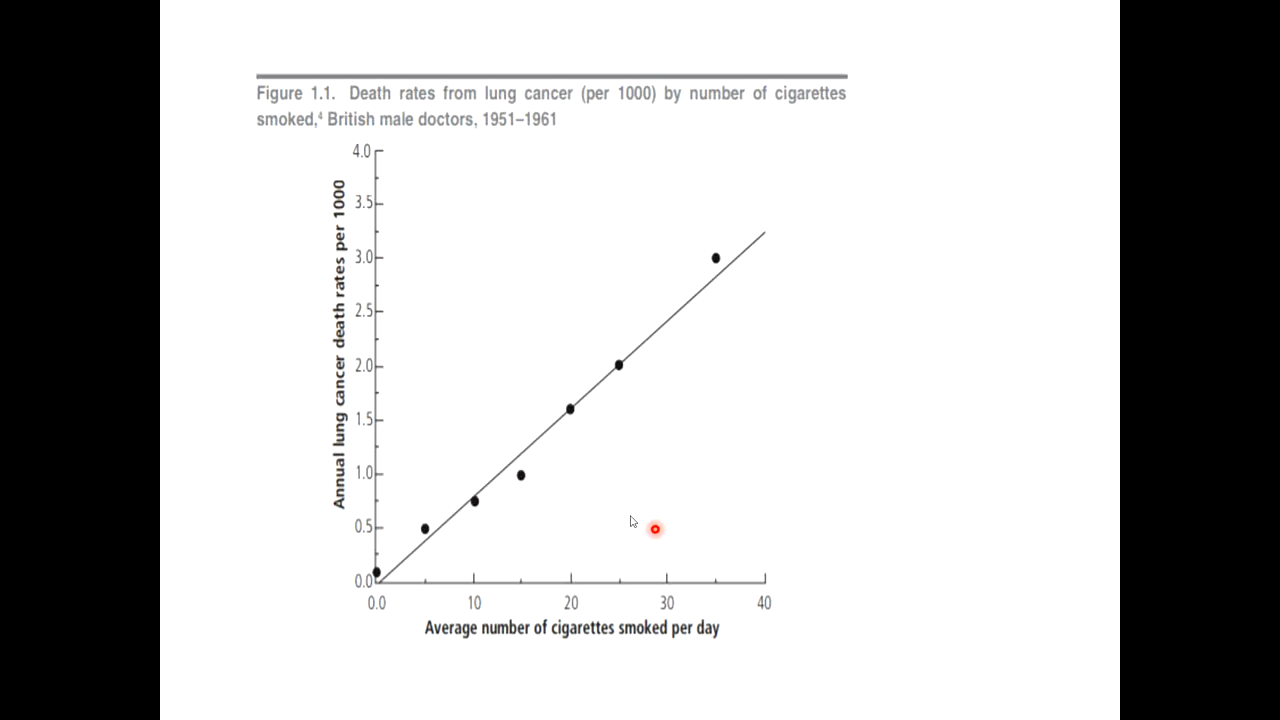 Figure 1.1. Death rates from lung cancer (per 1000) by number of cigarettes
smoked,⁴ British male doctors, 1951–1961
Annual lung cancer death rates per 1000
4.0
3.5
3.0
2.5
2.0
1.5
1.0
0.5
0.0
0.0 10 20 30 40
Average number of cigarettes smoked per day